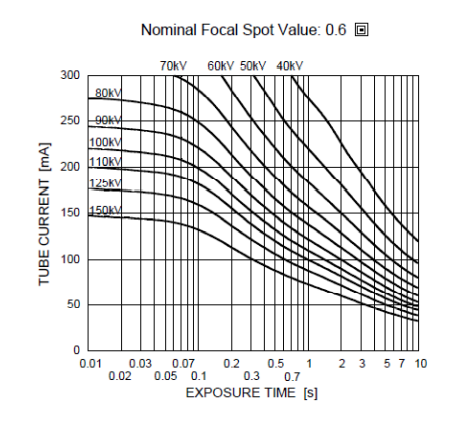 Nominal Focal Spot Value: 0.6
70kV 60kV 50kV 40kV
300
80kV
250
90kV
100kV
200
110kV
125kV
150
150kV
100
50
0
TUBE CURRENT [mA]
0.01 0.03 0.07 0.2 0.5 1 2 3 5 7 10
0.02 0.05 0.1 0.3 0.7
EXPOSURE TIME [s]